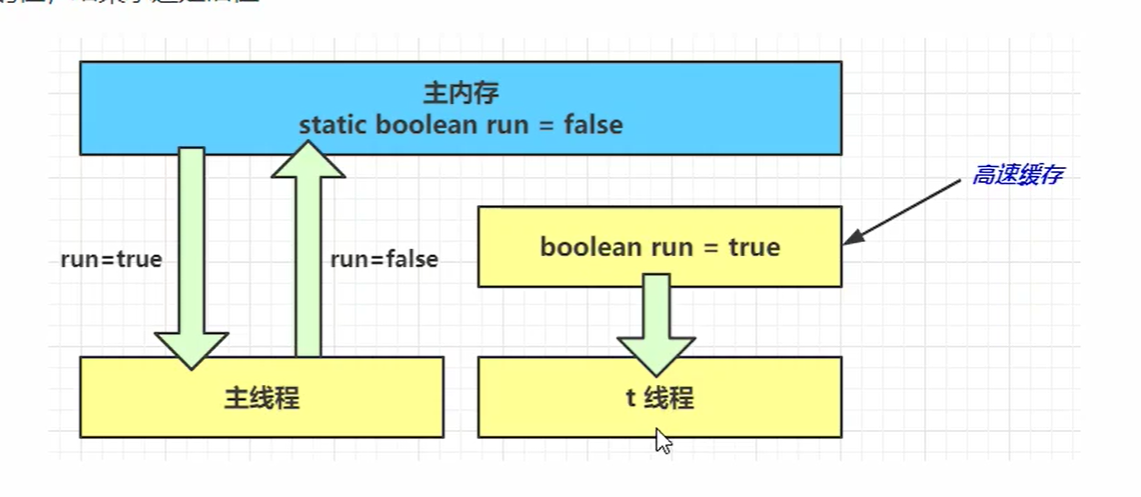 主内存
static boolean run = false
高速缓存
boolean run = true
run=true
run=false
主线程
t 线程